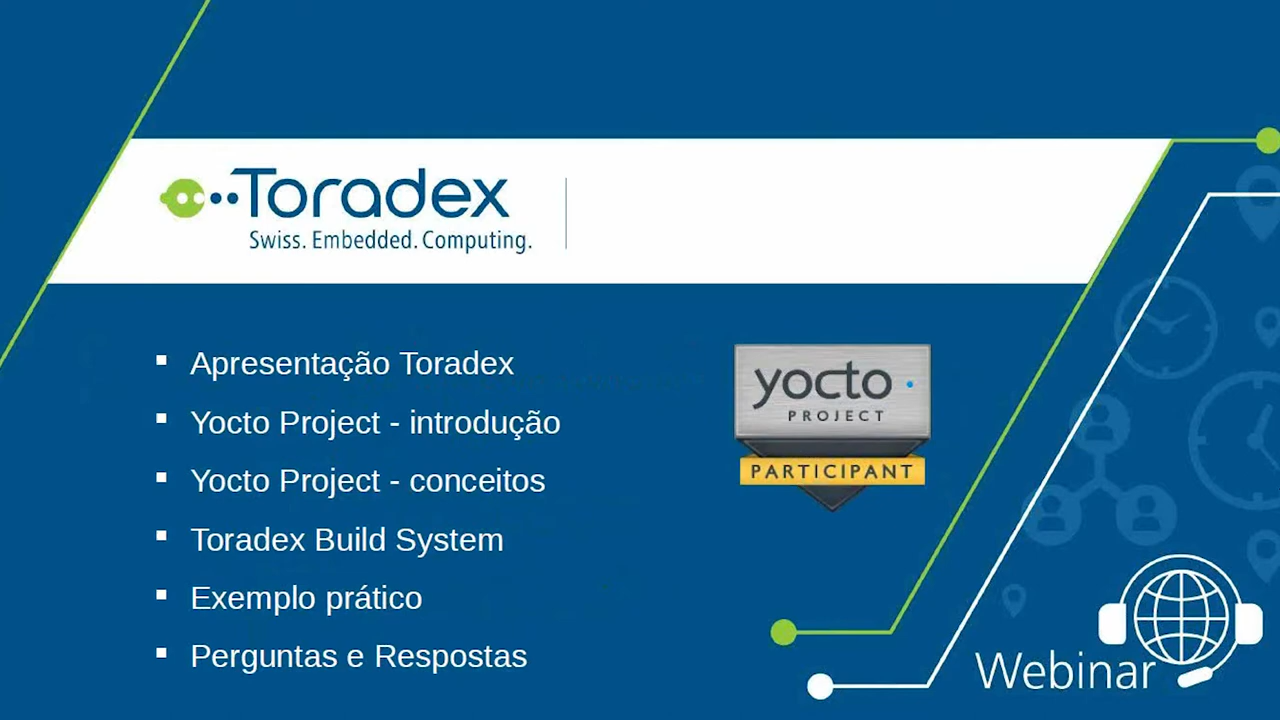 Toradex
Swiss. Embedded. Computing.
Apresentação Toradex
Yocto Project - introdução
Yocto Project - conceitos
Toradex Build System
Exemplo prático
Perguntas e Respostas
yocto
PROJECT
PARTICIPANT
Webinar